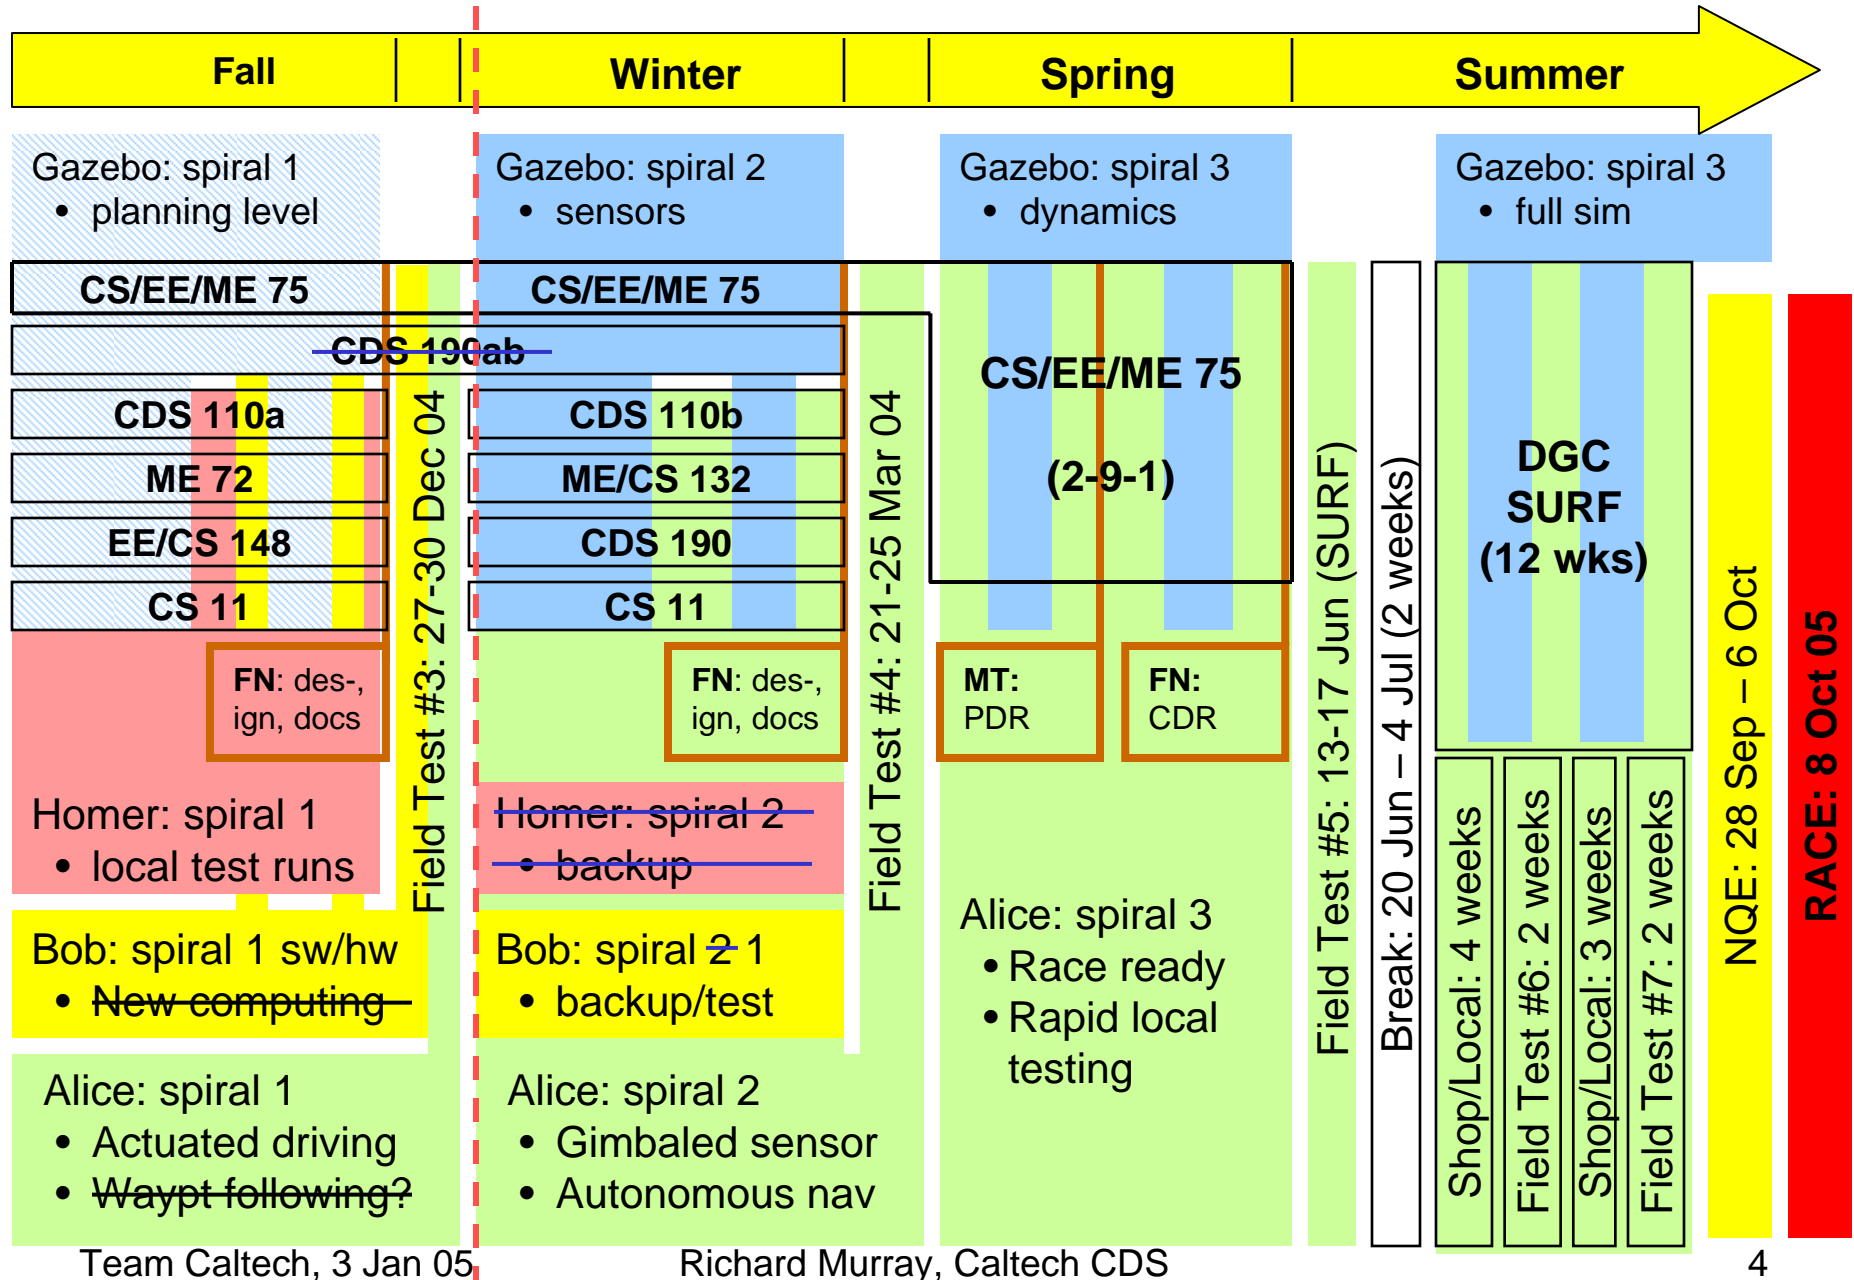 Fall
Winter
Spring
Summer
Gazebo: spiral 1
• planning level
Gazebo: spiral 2
• sensors
Gazebo: spiral 3
• dynamics
Gazebo: spiral 3
• full sim
CS/EE/ME 75
CS/EE/ME 75
CDS 190ab
CDS 110a
ME 72
EE/CS 148
CS 11
CDS 110b
ME/CS 132
CDS 190
CS 11
CS/EE/ME 75
(2-9-1)
DGC
SURF
(12 wks)
FN: des-,
ign, docs
FN: des-,
ign, docs
MT:
PDR
FN:
CDR
Field Test #3: 27-30 Dec 04
Field Test #4: 21-25 Mar 04
Field Test #5: 13-17 Jun (SURF)
Break: 20 Jun – 4 Jul (2 weeks)
Shop/Local: 4 weeks
Field Test #6: 2 weeks
Shop/Local: 3 weeks
Field Test #7: 2 weeks
NQE: 28 Sep – 6 Oct
RACE: 8 Oct 05
Homer: spiral 1
• local test runs
Homer: spiral 2
• backup
Bob: spiral 1 sw/hw
• New computing
Bob: spiral 2 1
• backup/test
Alice: spiral 1
• Actuated driving
• Waypt following?
Alice: spiral 2
• Gimbaled sensor
• Autonomous nav
Alice: spiral 3
• Race ready
• Rapid local
testing
Team Caltech, 3 Jan 05
Richard Murray, Caltech CDS
4